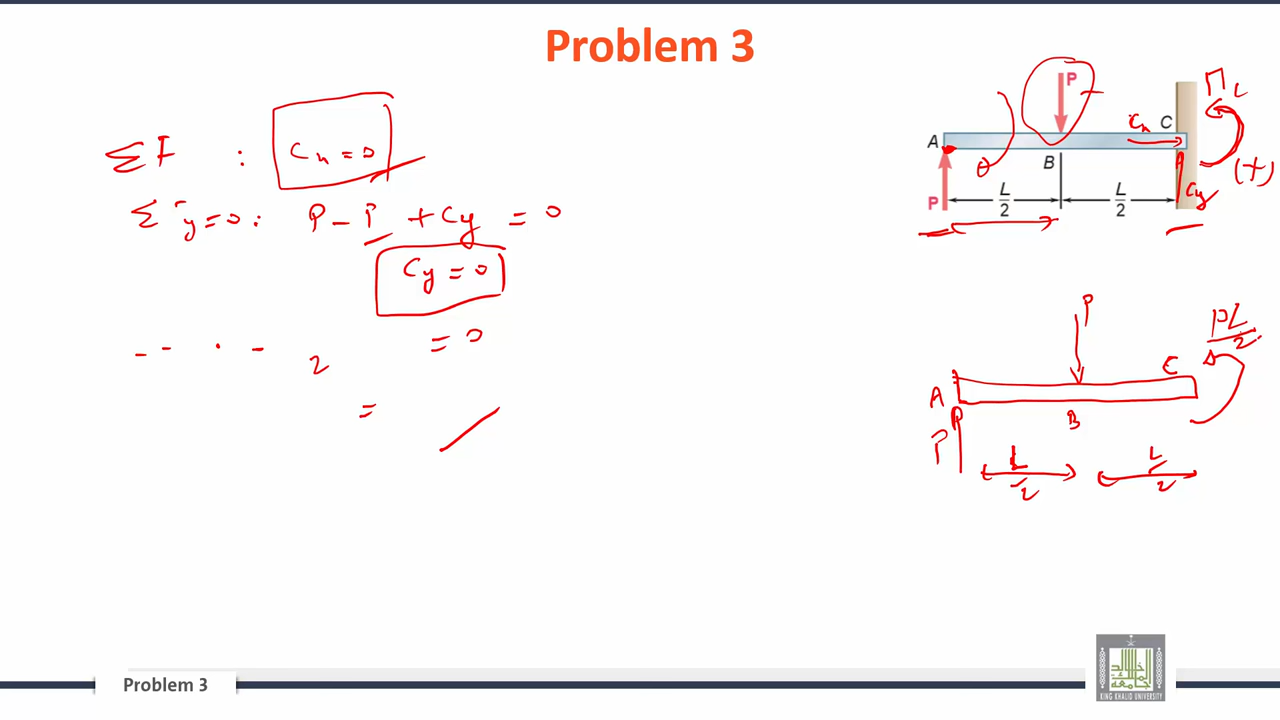 Problem 3
ΣF : Cx = 0
ΣFy = 0 : P - P + Cy = 0
Cy = 0
= 0
2
=
P
A
B
C
Cx
Cy
(+)
P
L/2
L/2
P
PL/2
A
B
C
P
L/2
L/2
Problem 3
KING KHALID UNIVERSITY